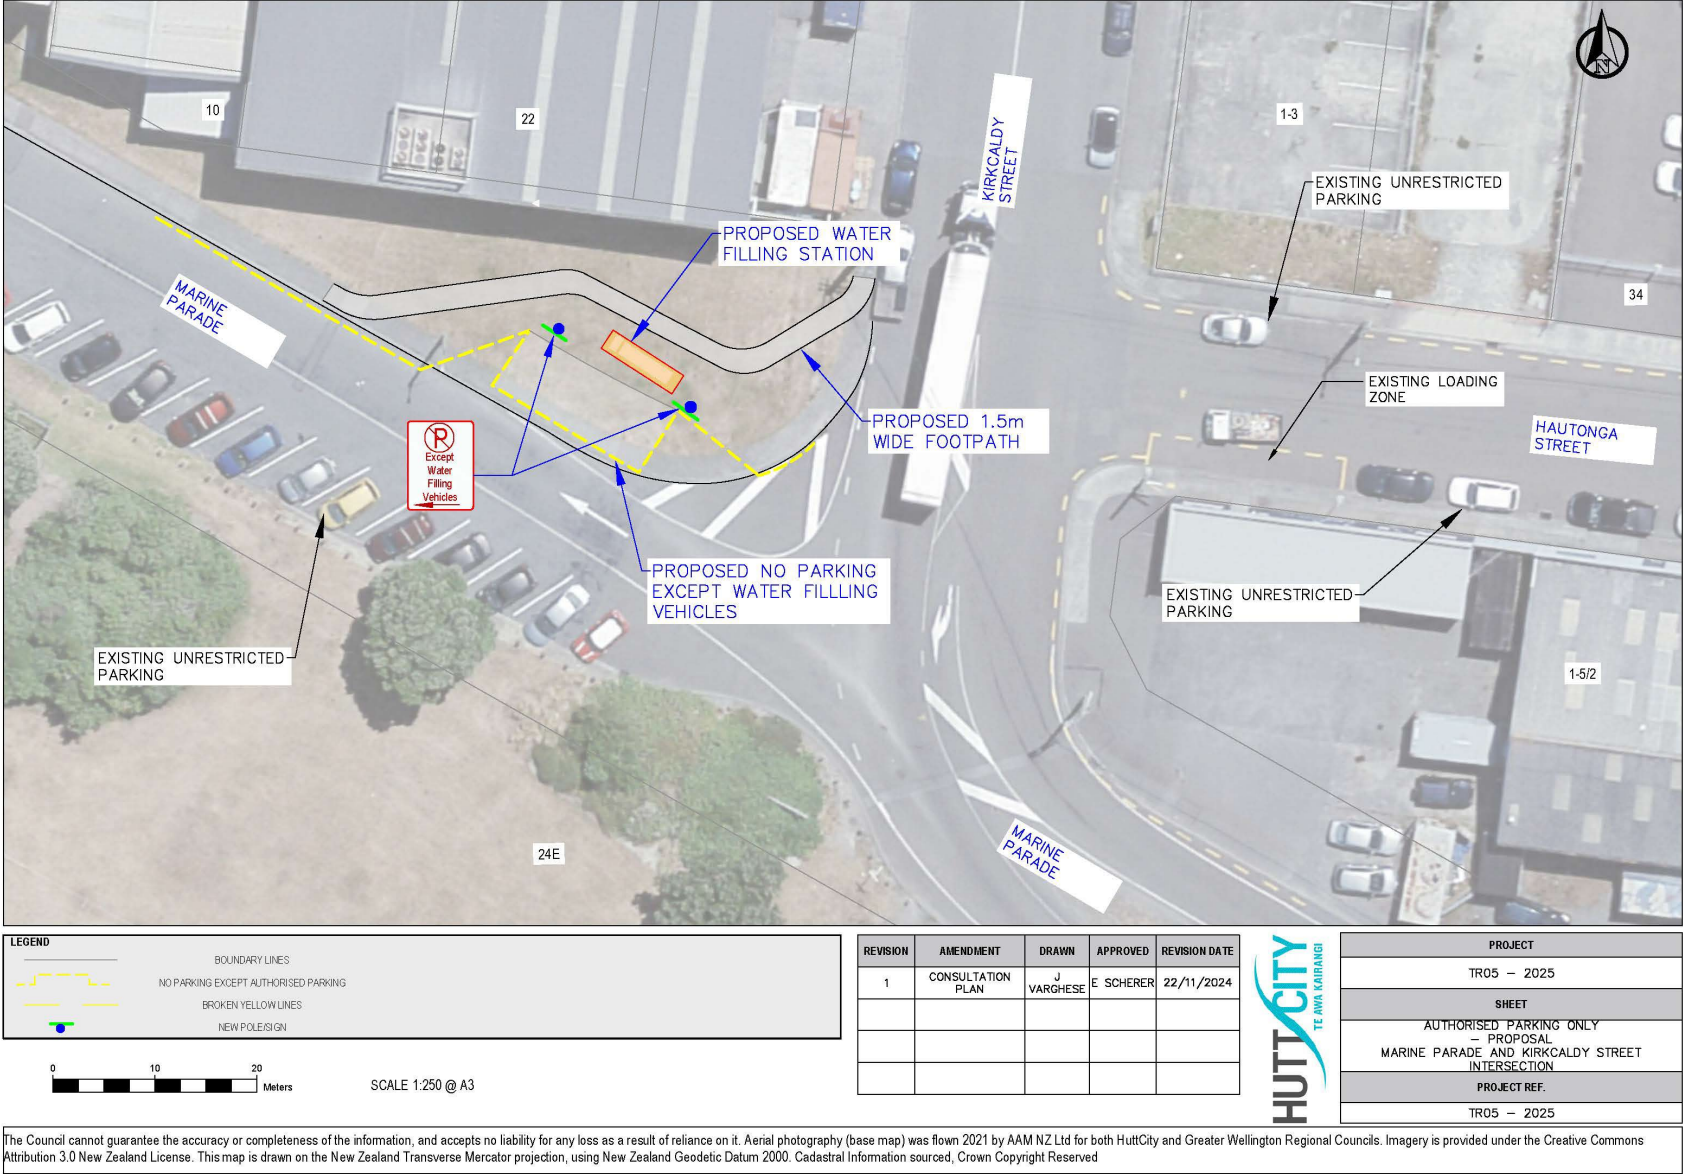 10
22
1-3
34
1-5/2
24E
KIRKCALDY
STREET
N
EXISTING UNRESTRICTED
PARKING
PROPOSED WATER
FILLING STATION
MARINE
PARADE
EXISTING LOADING
ZONE
PROPOSED 1.5m
WIDE FOOTPATH
HAUTONGA
STREET
P
Except
Water
Filling
Vehicles
PROPOSED NO PARKING
EXCEPT WATER FILLLING
VEHICLES
EXISTING UNRESTRICTED
PARKING
EXISTING UNRESTRICTED
PARKING
MARINE
PARADE
LEGEND
BOUNDARY LINES
NO PARKING EXCEPT AUTHORISED PARKING
BROKEN YELLOW LINES
NEW POLE/SIGN
0 10 20
Meters
SCALE 1:250 @ A3
REVISION AMENDMENT DRAWN APPROVED REVISION DATE
1 CONSULTATION PLAN J VARGHESE E SCHERER 22/11/2024
HUTT CITY
TE AWA KAIRANGI
PROJECT
TR05 - 2025
SHEET
AUTHORISED PARKING ONLY
- PROPOSAL
MARINE PARADE AND KIRKCALDY STREET
INTERSECTION
PROJECT REF.
TR05 - 2025
The Council cannot guarantee the accuracy or completeness of the information, and accepts no liability for any loss as a result of reliance on it. Aerial photography (base map) was flown 2021 by AAM NZ Ltd for both HuttCity and Greater Wellington Regional Councils. Imagery is provided under the Creative Commons
Attribution 3.0 New Zealand License. This map is drawn on the New Zealand Transverse Mercator projection, using New Zealand Geodetic Datum 2000. Cadastral Information sourced, Crown Copyright Reserved